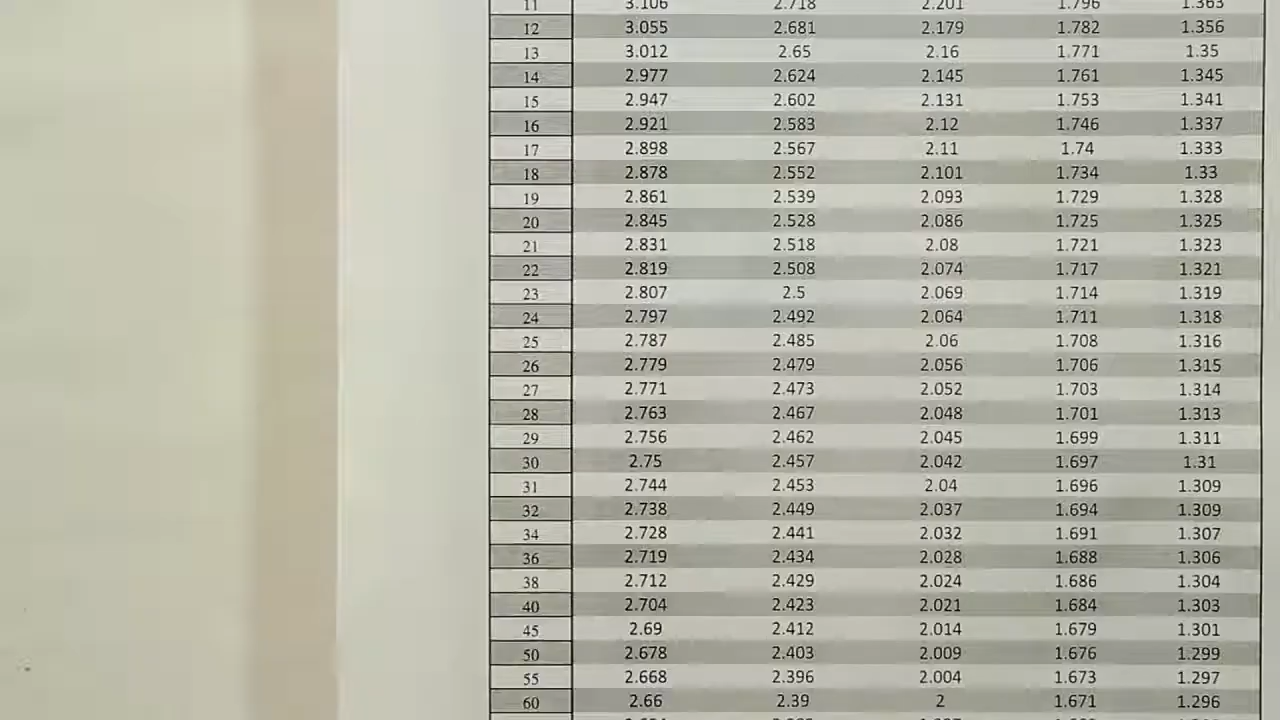 11 3.106 2.718 2.201 1.796 1.363
12 3.055 2.681 2.179 1.782 1.356
13 3.012 2.65 2.16 1.771 1.35
14 2.977 2.624 2.145 1.761 1.345
15 2.947 2.602 2.131 1.753 1.341
16 2.921 2.583 2.12 1.746 1.337
17 2.898 2.567 2.11 1.74 1.333
18 2.878 2.552 2.101 1.734 1.33
19 2.861 2.539 2.093 1.729 1.328
20 2.845 2.528 2.086 1.725 1.325
21 2.831 2.518 2.08 1.721 1.323
22 2.819 2.508 2.074 1.717 1.321
23 2.807 2.5 2.069 1.714 1.319
24 2.797 2.492 2.064 1.711 1.318
25 2.787 2.485 2.06 1.708 1.316
26 2.779 2.479 2.056 1.706 1.315
27 2.771 2.473 2.052 1.703 1.314
28 2.763 2.467 2.048 1.701 1.313
29 2.756 2.462 2.045 1.699 1.311
30 2.75 2.457 2.042 1.697 1.31
31 2.744 2.453 2.04 1.696 1.309
32 2.738 2.449 2.037 1.694 1.309
34 2.728 2.441 2.032 1.691 1.307
36 2.719 2.434 2.028 1.688 1.306
38 2.712 2.429 2.024 1.686 1.304
40 2.704 2.423 2.021 1.684 1.303
45 2.69 2.412 2.014 1.679 1.301
50 2.678 2.403 2.009 1.676 1.299
55 2.668 2.396 2.004 1.673 1.297
60 2.66 2.39 2 1.671 1.296